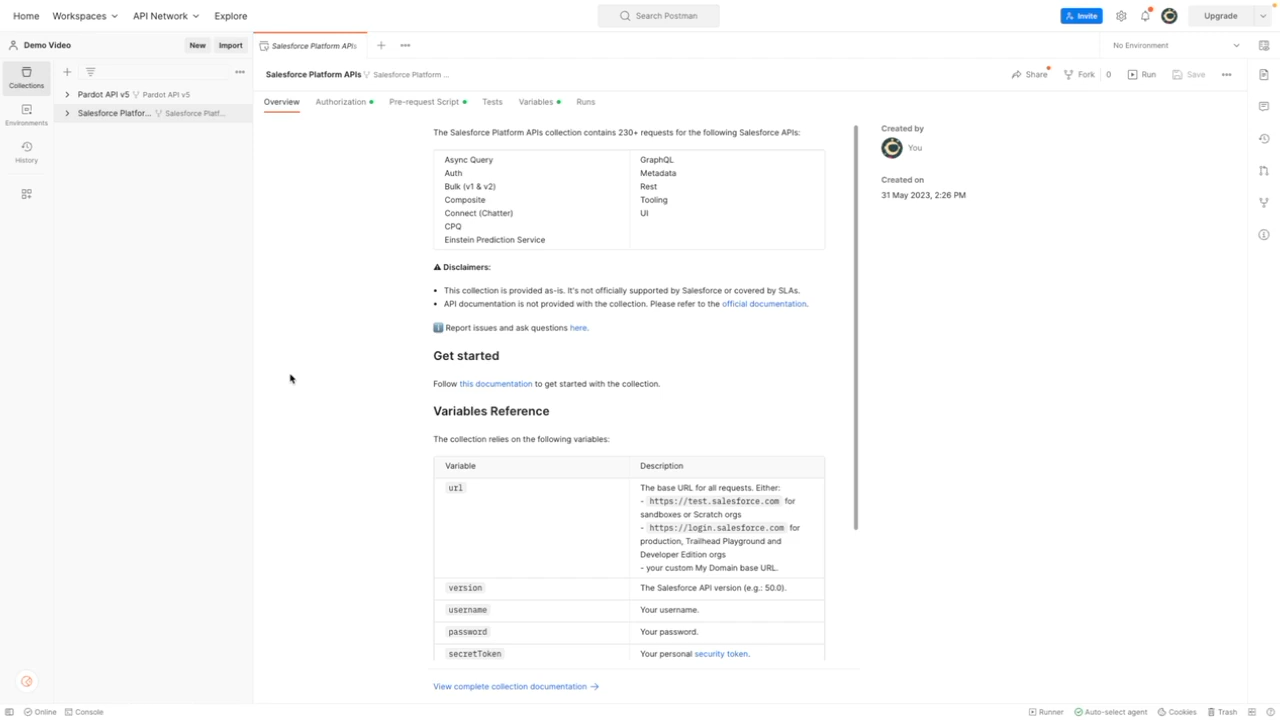 Home Workspaces API Network Explore Search Postman Invite Upgrade
Demo Video New Import Salesforce Platform APIs No Environment
Collections
Salesforce Platform APIs Salesforce Platform ... Share Fork 0 Run Save
Pardot API v5 Pardot API v5
Overview Authorization Pre-request Script Tests Variables Runs
Salesforce Platfor... Salesforce Platf...
Environments
History
The Salesforce Platform APIs collection contains 230+ requests for the following Salesforce APIs:
Async Query GraphQL
Auth Metadata
Bulk (v1 & v2) Rest
Composite Tooling
Connect (Chatter) UI
CPQ
Einstein Prediction Service
⚠ Disclaimers:
• This collection is provided as-is. It's not officially supported by Salesforce or covered by SLAs.
• API documentation is not provided with the collection. Please refer to the official documentation.
ℹ Report issues and ask questions here.
Get started
Follow this documentation to get started with the collection.
Variables Reference
The collection relies on the following variables:
Variable Description
url The base URL for all requests. Either:
- https://test.salesforce.com for
sandboxes or Scratch orgs
- https://login.salesforce.com for
production, Trailhead Playground and
Developer Edition orgs
- your custom My Domain base URL.
version The Salesforce API version (e.g.: 50.0).
username Your username.
password Your password.
secretToken Your personal security token.
View complete collection documentation →
Created by
You
Created on
31 May 2023, 2:26 PM
Online Console Runner Auto-select agent Cookies Trash